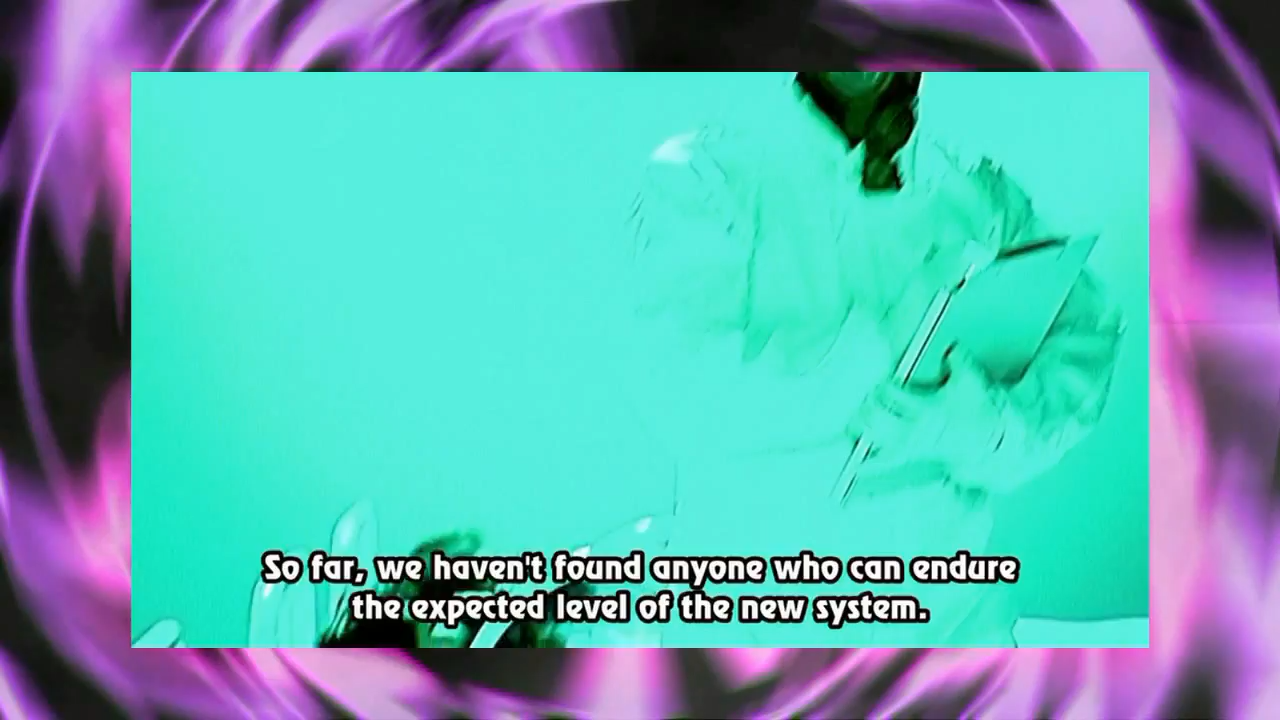 So far, we haven't found anyone who can endure
the expected level of the new system.